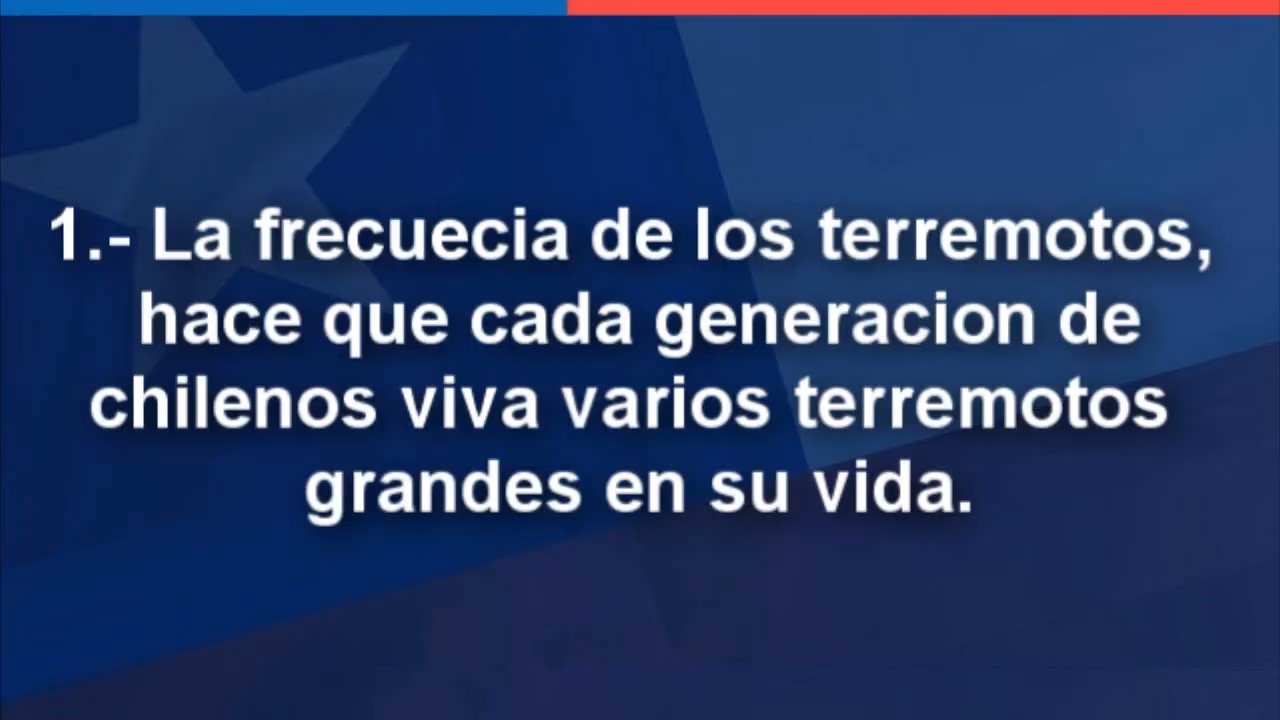 1.- La frecuecia de los terremotos,
hace que cada generacion de
chilenos viva varios terremotos
grandes en su vida.